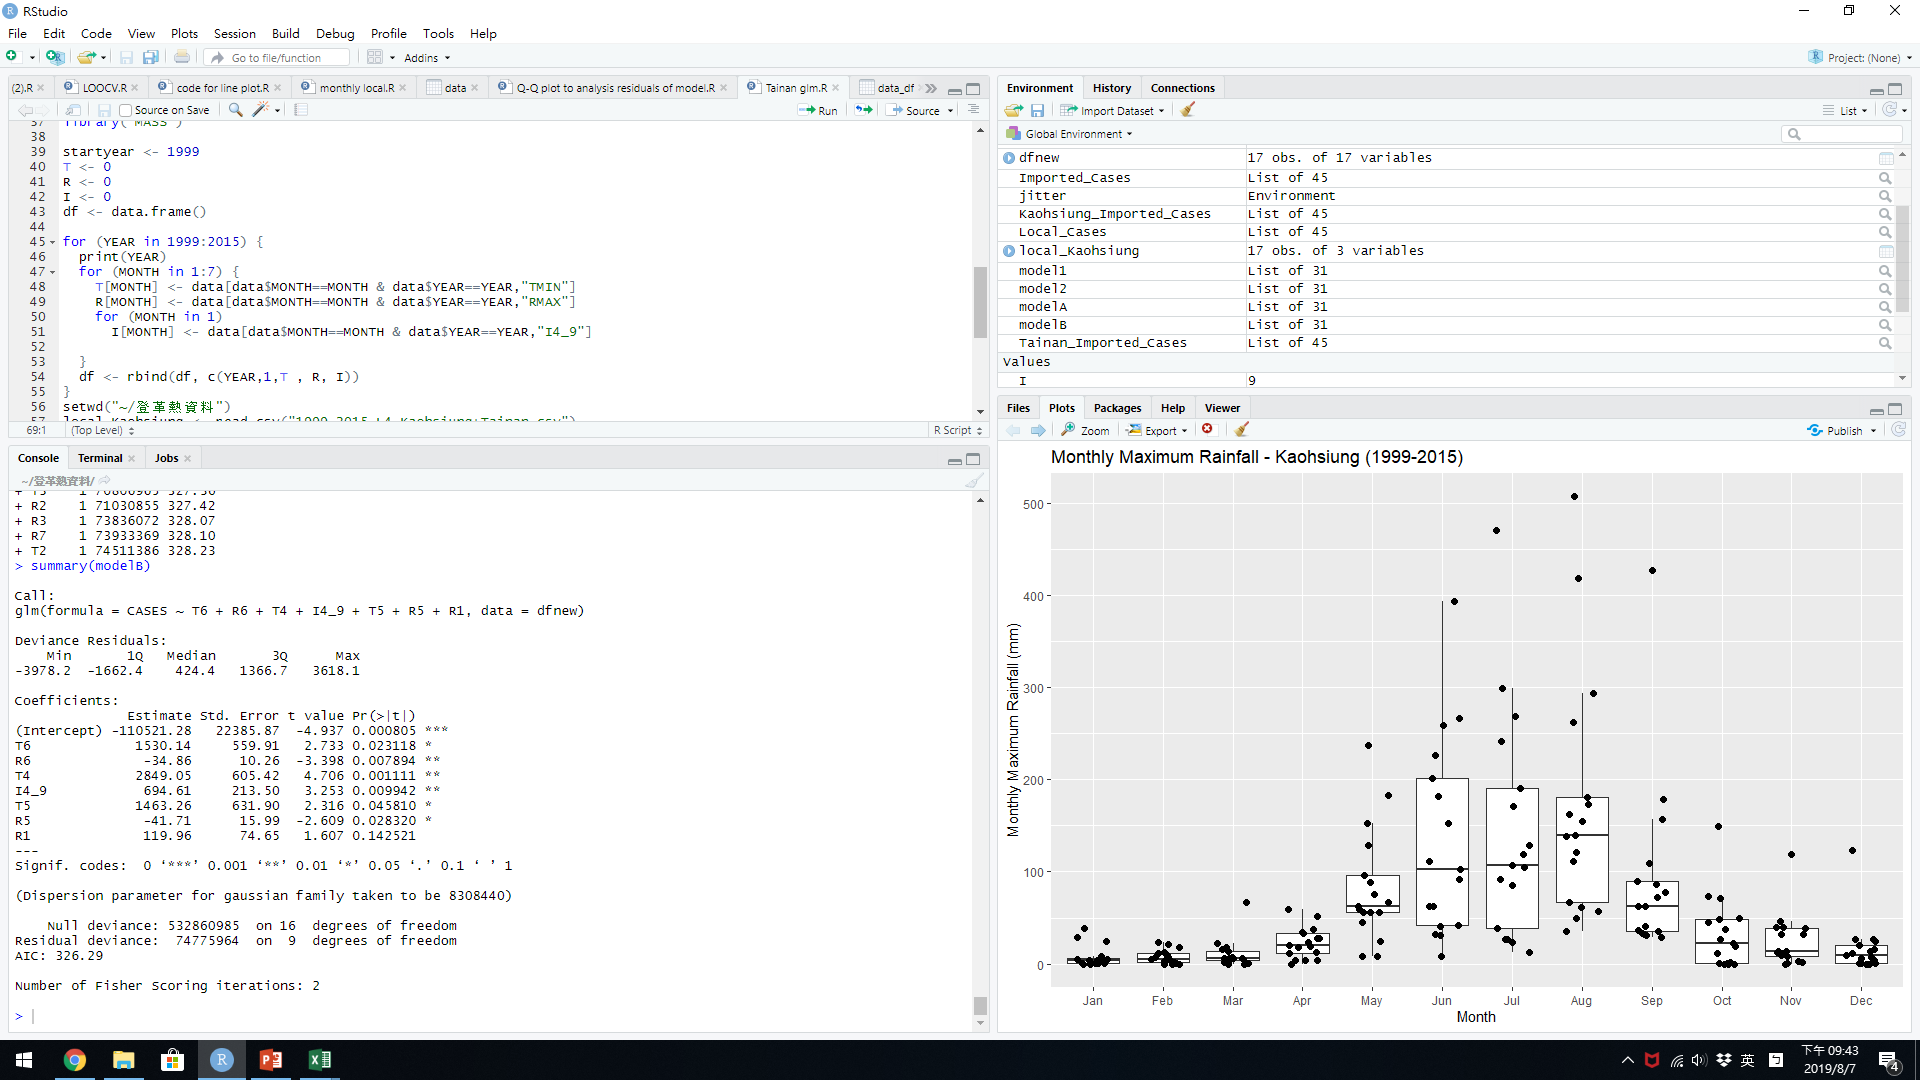 RStudio
File Edit Code View Plots Session Build Debug Profile Tools Help
Go to file/function Addins Project: (None)
(2).R LOOCV.R code for line plot.R monthly local.R data Q-Q plot to analysis residuals of model.R Tainan glm.R data_df
Source on Save Run Source
37 library("MASS")
38
39 startyear <- 1999
40 T <- 0
41 R <- 0
42 I <- 0
43 df <- data.frame()
44
45 for (YEAR in 1999:2015) {
46 print(YEAR)
47 for (MONTH in 1:7) {
48 T[MONTH] <- data[data$MONTH==MONTH & data$YEAR==YEAR,"TMIN"]
49 R[MONTH] <- data[data$MONTH==MONTH & data$YEAR==YEAR,"RMAX"]
50 for (MONTH in 1)
51 I[MONTH] <- data[data$MONTH==MONTH & data$YEAR==YEAR,"I4_9"]
52
53 }
54 df <- rbind(df, c(YEAR,1,T , R, I))
55 }
56 setwd("~/登革熱資料")
57 local_Kaohsiung <- read.csv("1999-2015 L4 Kaohsiung+Tainan.csv")
69:1 (Top Level) R Script
Console Terminal Jobs
~/登革熱資料/
+ R2 1 71030855 327.42
+ R3 1 73836072 328.07
+ R7 1 73933369 328.10
+ T2 1 74511386 328.23
> summary(modelB)
Call:
glm(formula = CASES ~ T6 + R6 + T4 + I4_9 + T5 + R5 + R1, data = dfnew)
Deviance Residuals:
Min 1Q Median 3Q Max
-3978.2 -1662.4 424.4 1366.7 3618.1
Coefficients:
Estimate Std. Error t value Pr(>|t|)
(Intercept) -110521.28 22385.87 -4.937 0.000805 ***
T6 1530.14 559.91 2.733 0.023118 *
R6 -34.86 10.26 -3.398 0.007894 **
T4 2849.05 605.42 4.706 0.001111 **
I4_9 694.61 213.50 3.253 0.009942 **
T5 1463.26 631.90 2.316 0.045810 *
R5 -41.71 15.99 -2.609 0.028320 *
R1 119.96 74.65 1.607 0.142521
---
Signif. codes: 0 ‘***’ 0.001 ‘**’ 0.01 ‘*’ 0.05 ‘.’ 0.1 ‘ ’ 1
(Dispersion parameter for gaussian family taken to be 8308440)
Null deviance: 532860985 on 16 degrees of freedom
Residual deviance: 74775964 on 9 degrees of freedom
AIC: 326.29
Number of Fisher Scoring iterations: 2
>
Environment History Connections
Import Dataset List
Global Environment
dfnew 17 obs. of 17 variables
Imported_Cases List of 45
jitter Environment
Kaohsiung_Imported_Cases List of 45
Local_Cases List of 45
local_Kaohsiung 17 obs. of 3 variables
model1 List of 31
model2 List of 31
modelA List of 31
modelB List of 31
Tainan_Imported_Cases List of 45
Values
I 9
Files Plots Packages Help Viewer
Zoom Export Publish
Monthly Maximum Rainfall - Kaohsiung (1999-2015)
Monthly Maximum Rainfall (mm)
500
400
300
200
100
0
Jan Feb Mar Apr May Jun Jul Aug Sep Oct Nov Dec
Month
英
下午 09:43
2019/8/7
4